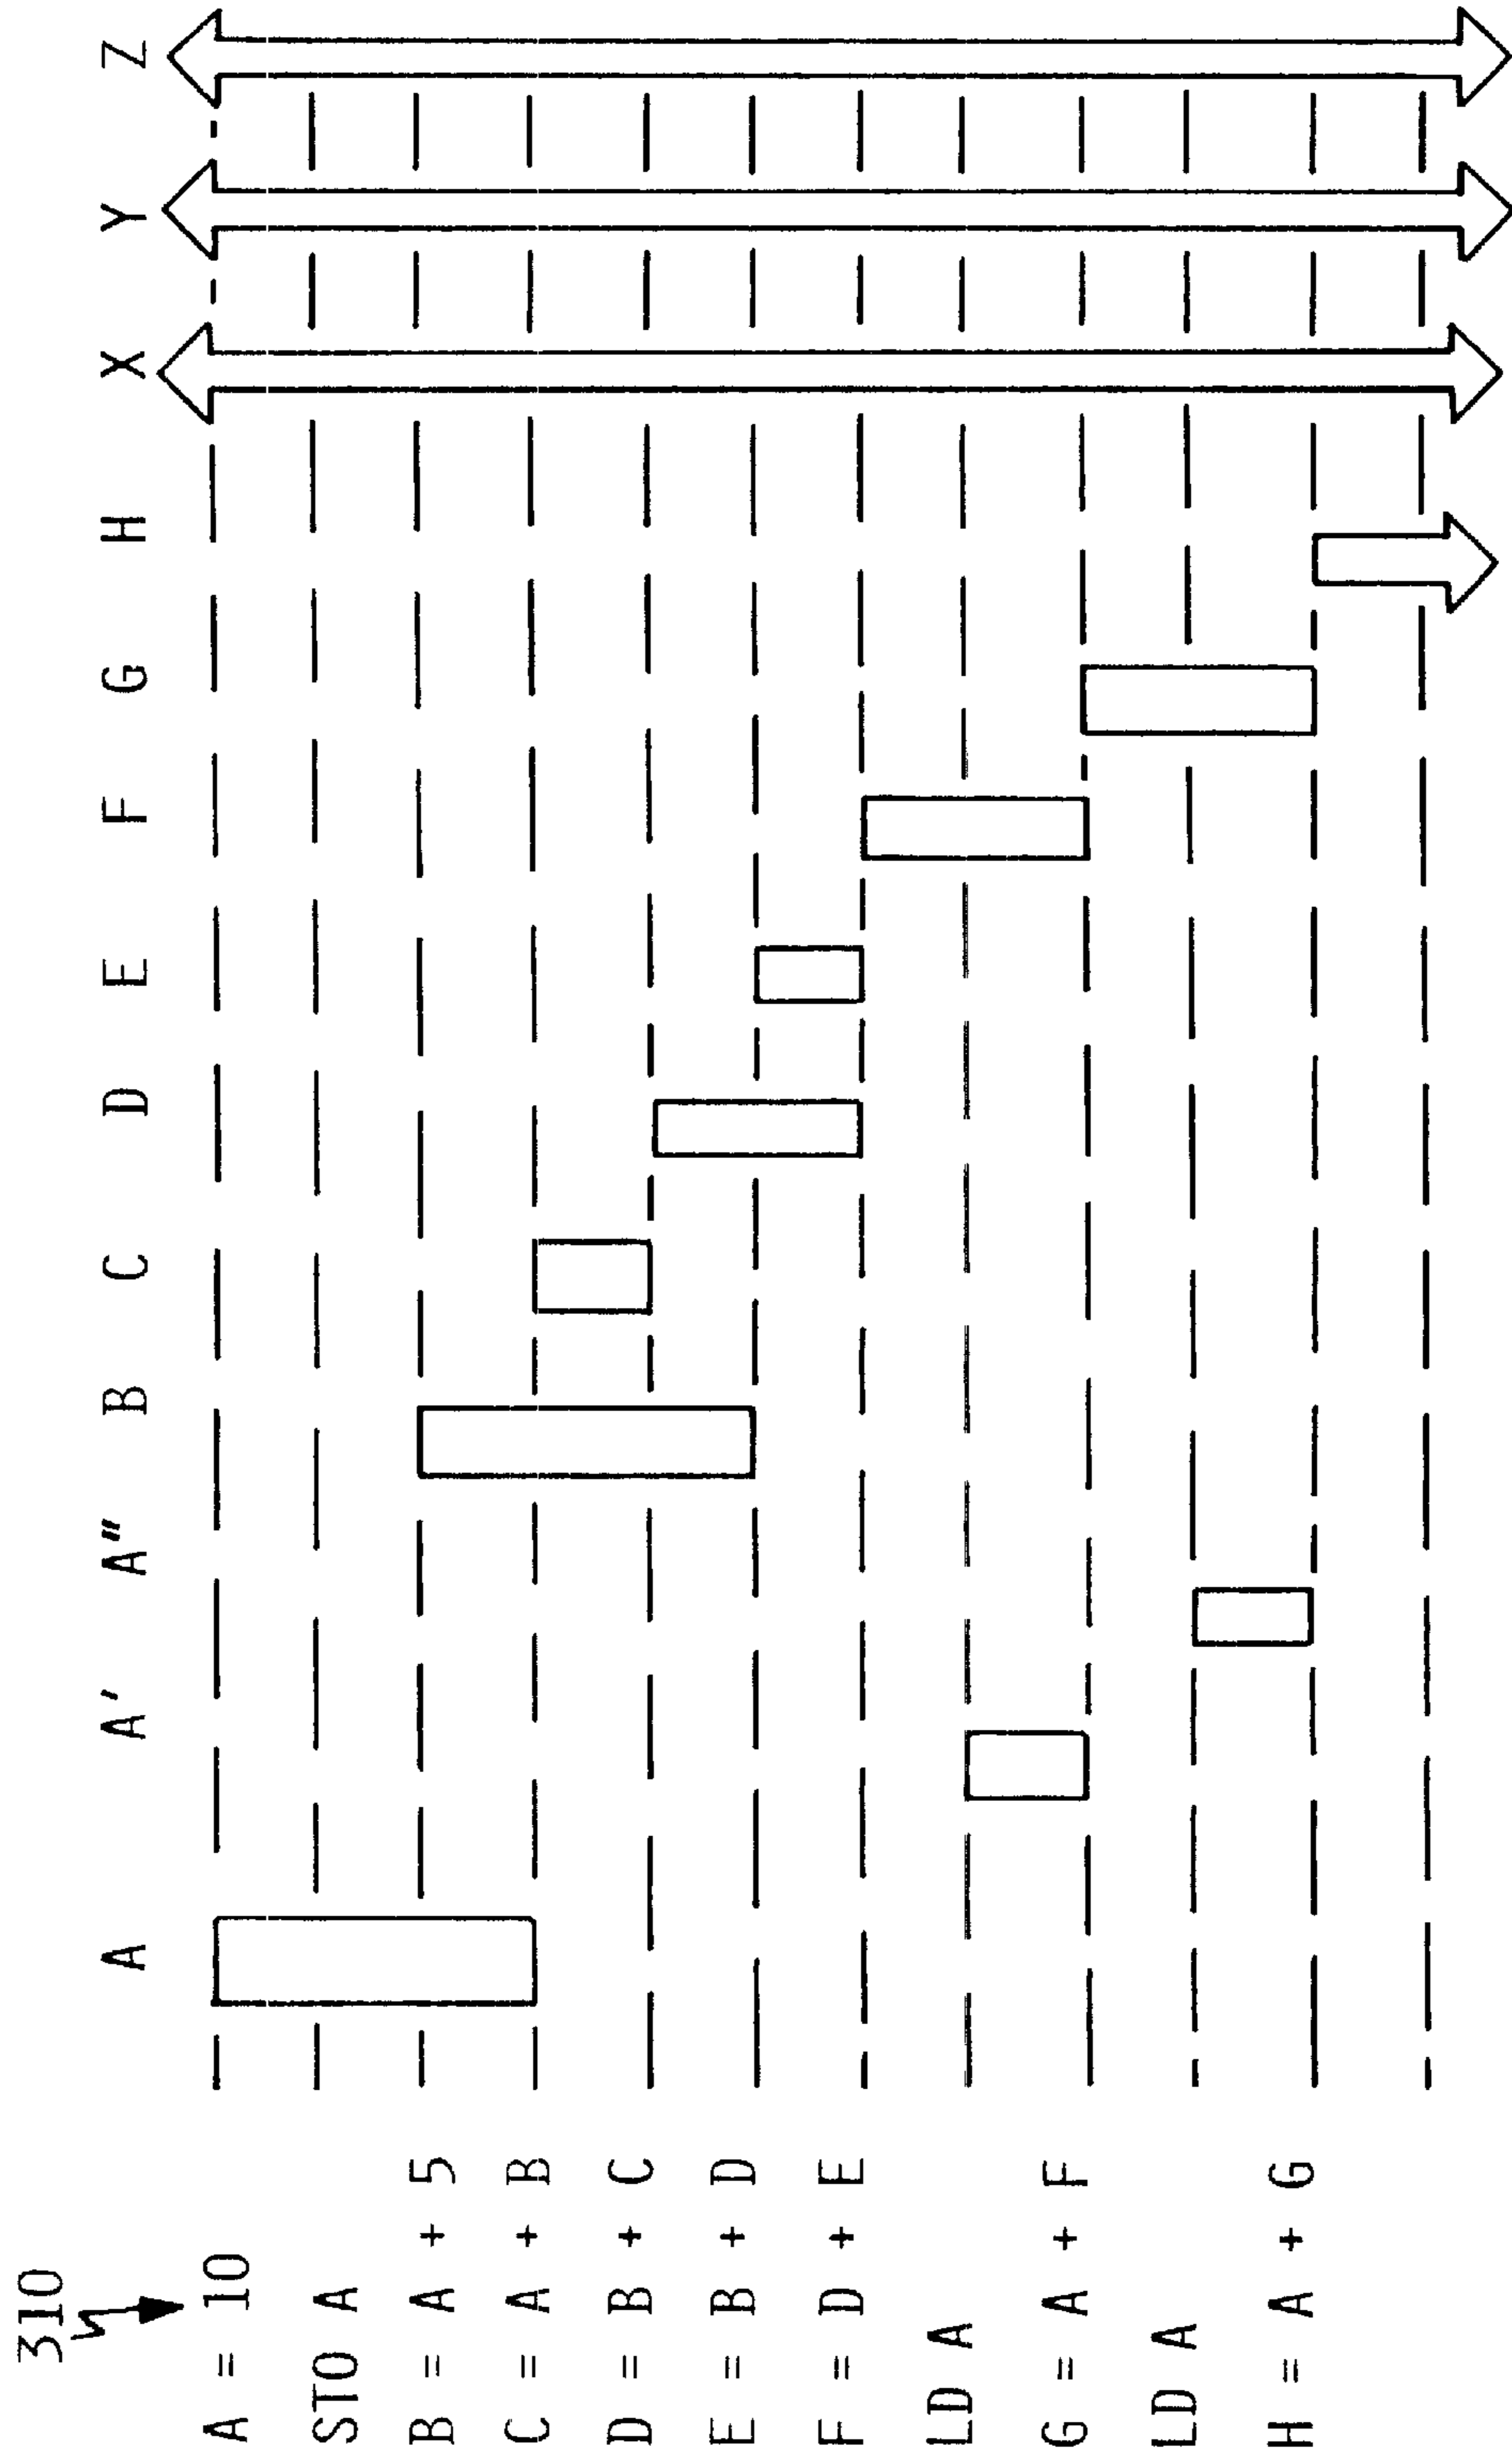 310
A = 10
STO A
B = A + 5
C = A + B
D = B + C
E = B + D
F = D + E
LD A
G = A + F
LD A
H = A + G
A A' A" B C D E F G H X Y Z